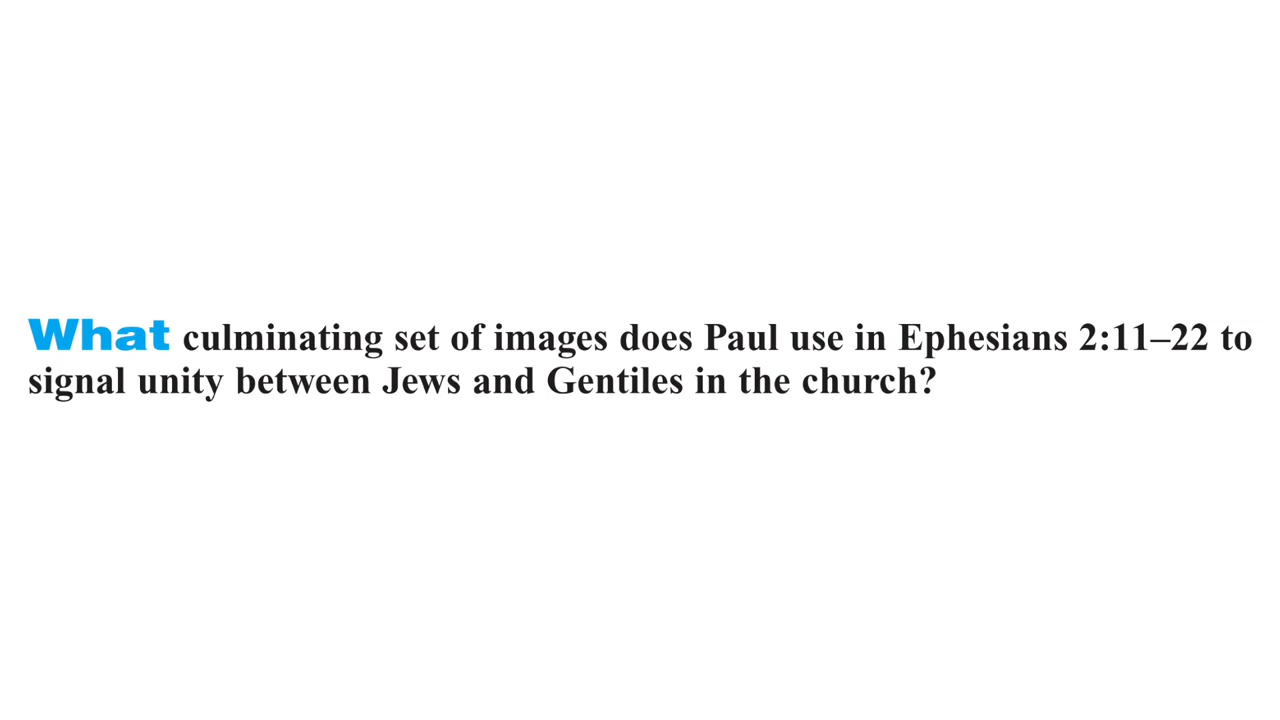 What culminating set of images does Paul use in Ephesians 2:11–22 to
signal unity between Jews and Gentiles in the church?